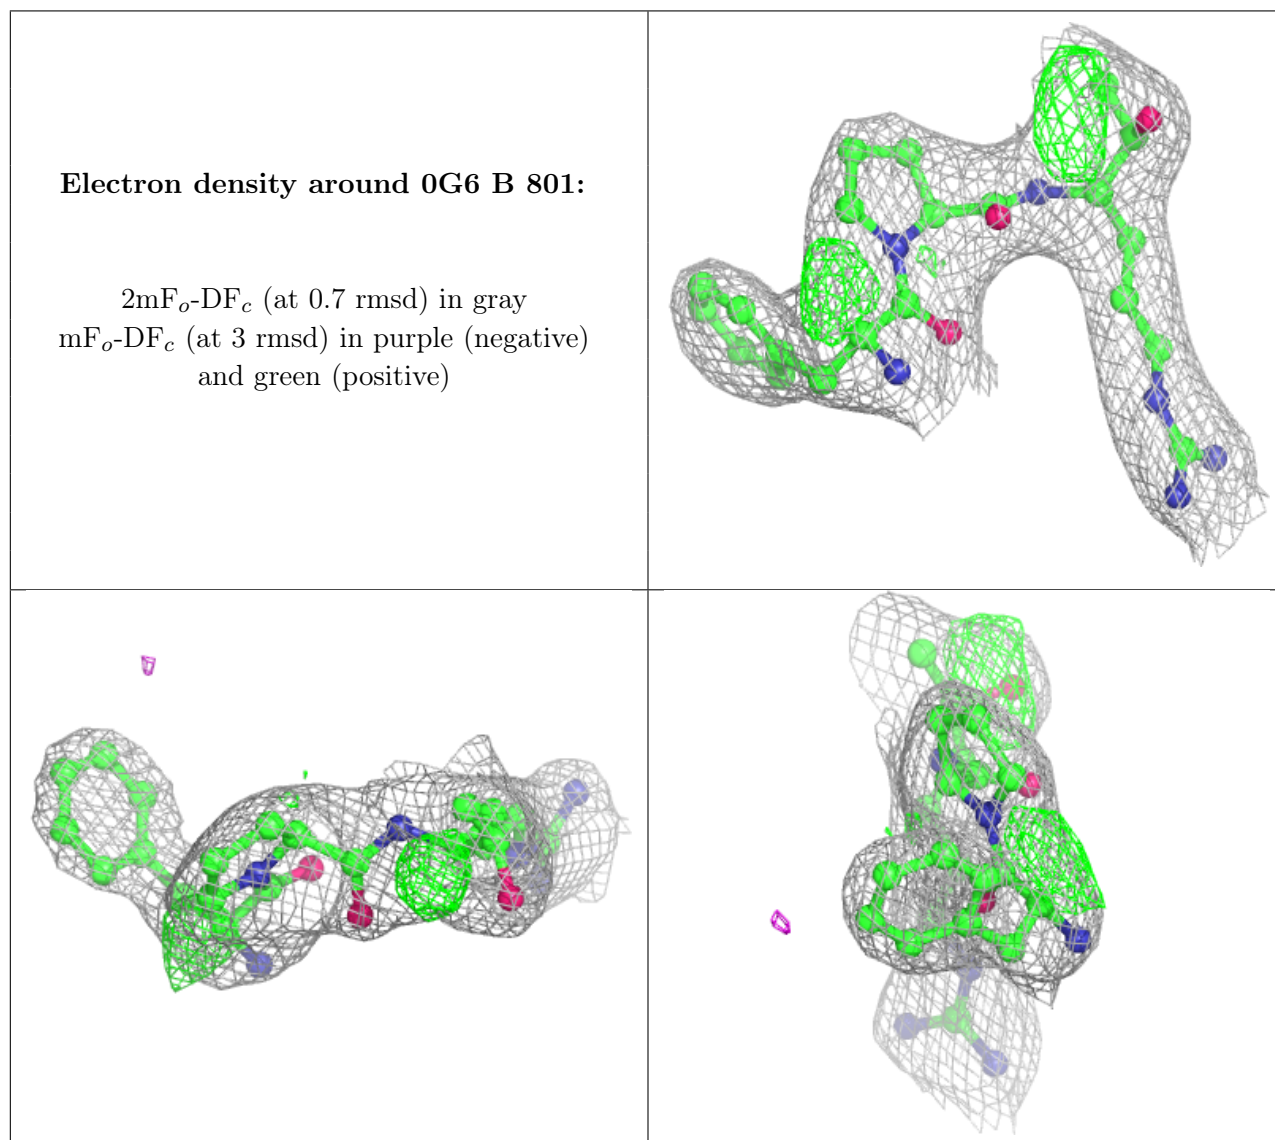 Electron density around 0G6 B 801:
2mFo-DFc (at 0.7 rmsd) in gray
mFo-DFc (at 3 rmsd) in purple (negative)
and green (positive)